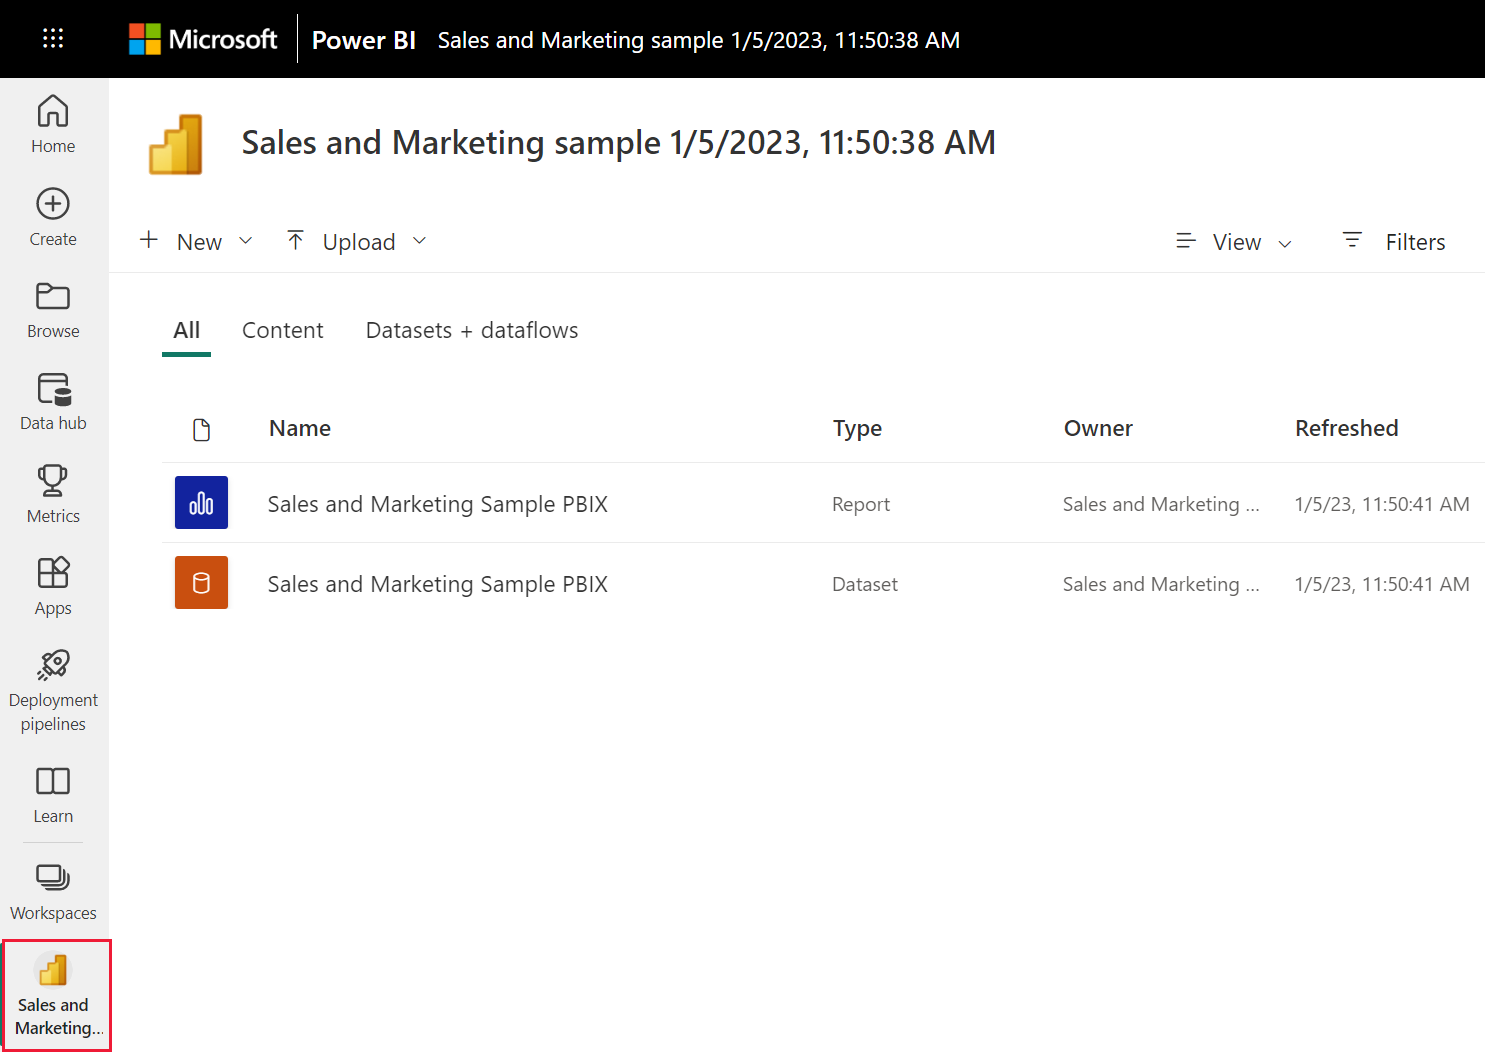 Microsoft Power BI Sales and Marketing sample 1/5/2023, 11:50:38 AM
Home
Create
Browse
Data hub
Metrics
Apps
Deployment
pipelines
Learn
Workspaces
Sales and
Marketing...
Sales and Marketing sample 1/5/2023, 11:50:38 AM
New Upload View Filters
All Content Datasets + dataflows
Name Type Owner Refreshed
Sales and Marketing Sample PBIX Report Sales and Marketing ... 1/5/23, 11:50:41 AM
Sales and Marketing Sample PBIX Dataset Sales and Marketing ... 1/5/23, 11:50:41 AM